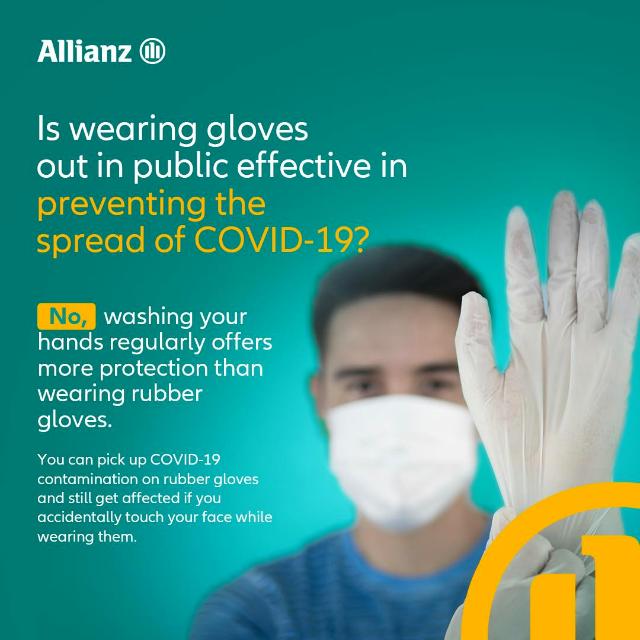 Allianz
Is wearing gloves
out in public effective in
preventing the
spread of COVID-19?
No, washing your
hands regularly offers
more protection than
wearing rubber
gloves.
You can pick up COVID-19
contamination on rubber gloves
and still get affected if you
accidentally touch your face while
wearing them.